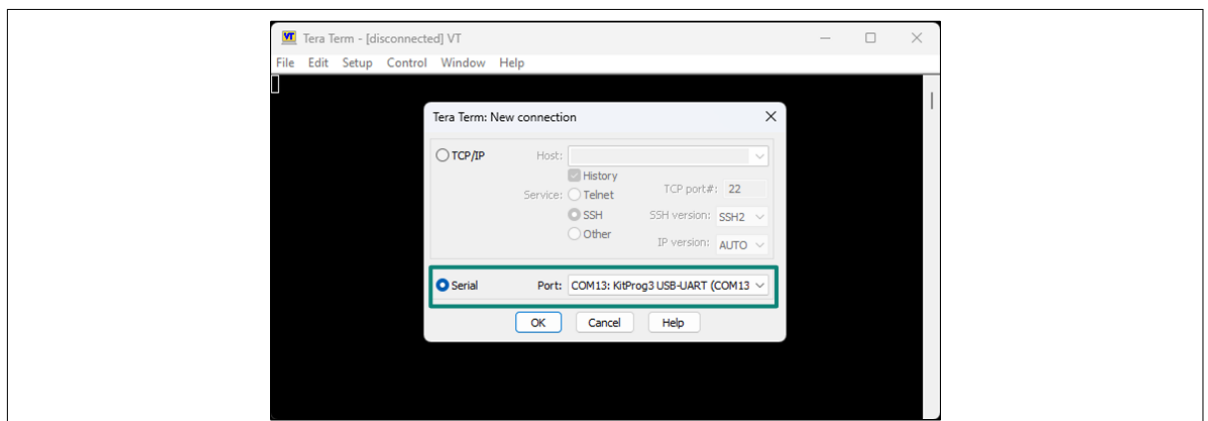 VT Tera Term - [disconnected] VT
File Edit Setup Control Window Help
Tera Term: New connection
TCP/IP Host:
History
Service: Telnet TCP port#: 22
SSH SSH version: SSH2
Other IP version: AUTO
Serial Port: COM13: KitProg3 USB-UART (COM13
OK Cancel Help